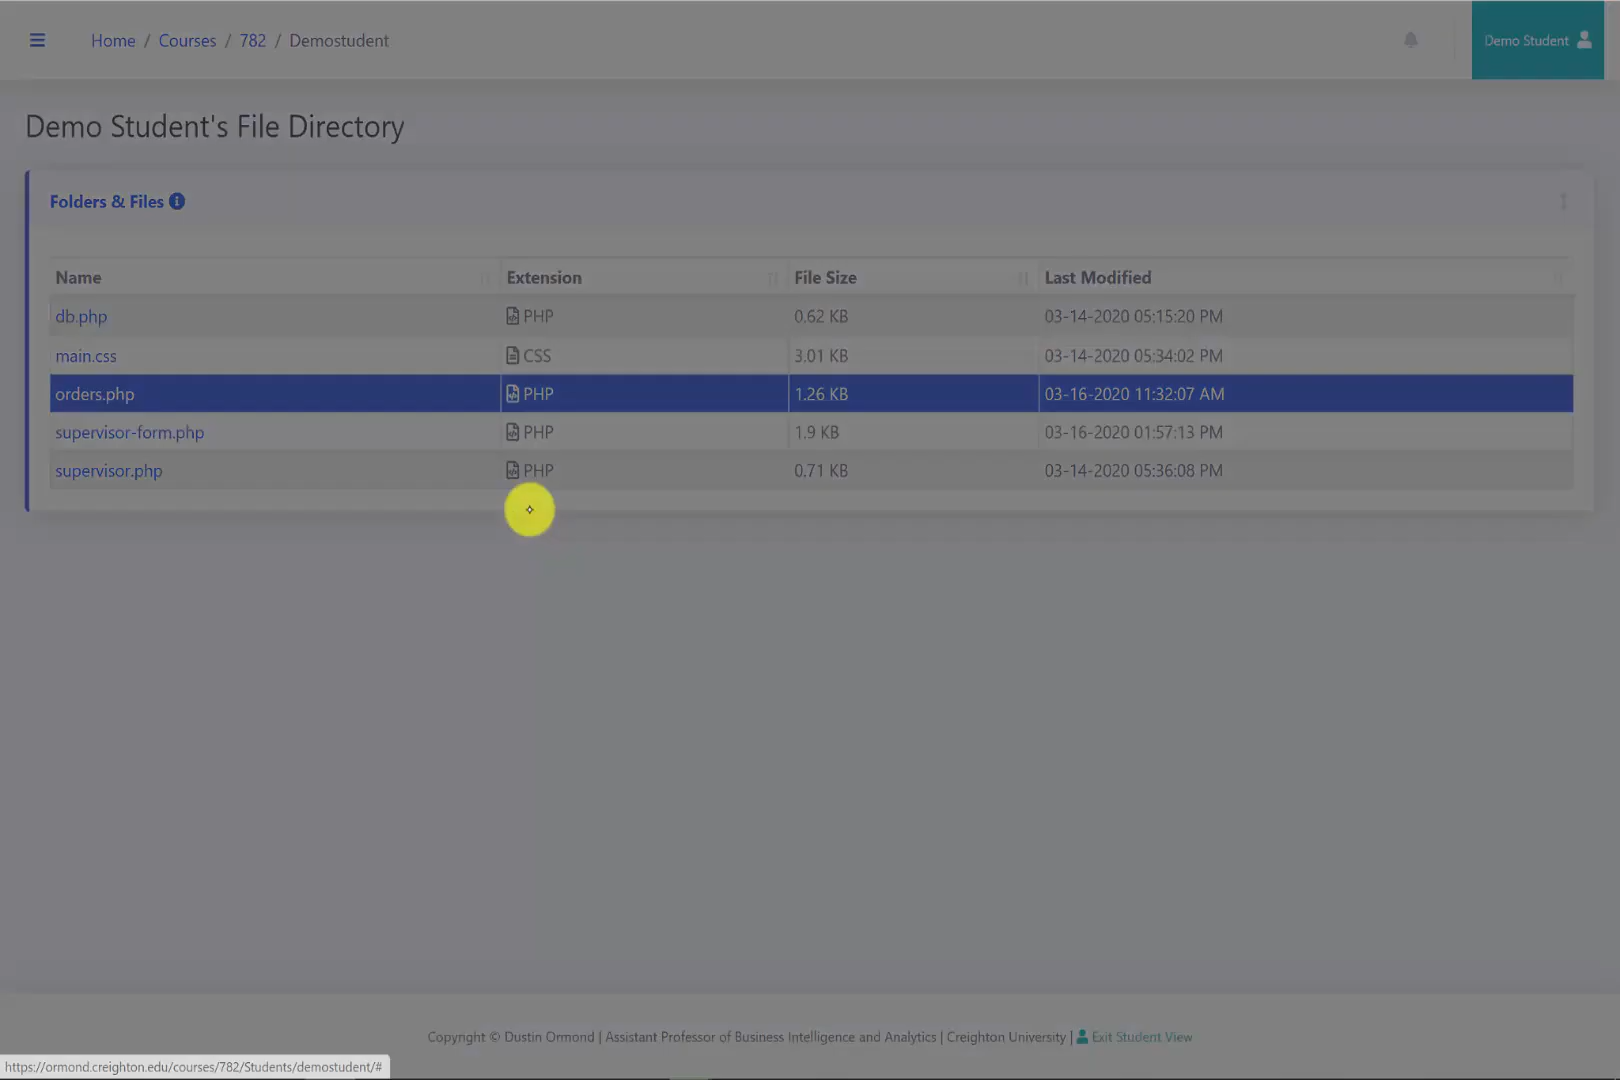 Home / Courses / 782 / Demostudent
Demo Student
Demo Student's File Directory
Folders & Files
Name Extension File Size Last Modified
db.php PHP 0.62 KB 03-14-2020 05:15:20 PM
main.css CSS 3.01 KB 03-14-2020 05:34:02 PM
orders.php PHP 1.26 KB 03-16-2020 11:32:07 AM
supervisor-form.php PHP 1.9 KB 03-16-2020 01:57:13 PM
supervisor.php PHP 0.71 KB 03-14-2020 05:36:08 PM
Copyright © Dustin Ormond | Assistant Professor of Business Intelligence and Analytics | Creighton University | Exit Student View
https://ormond.creighton.edu/courses/782/Students/demostudent/#